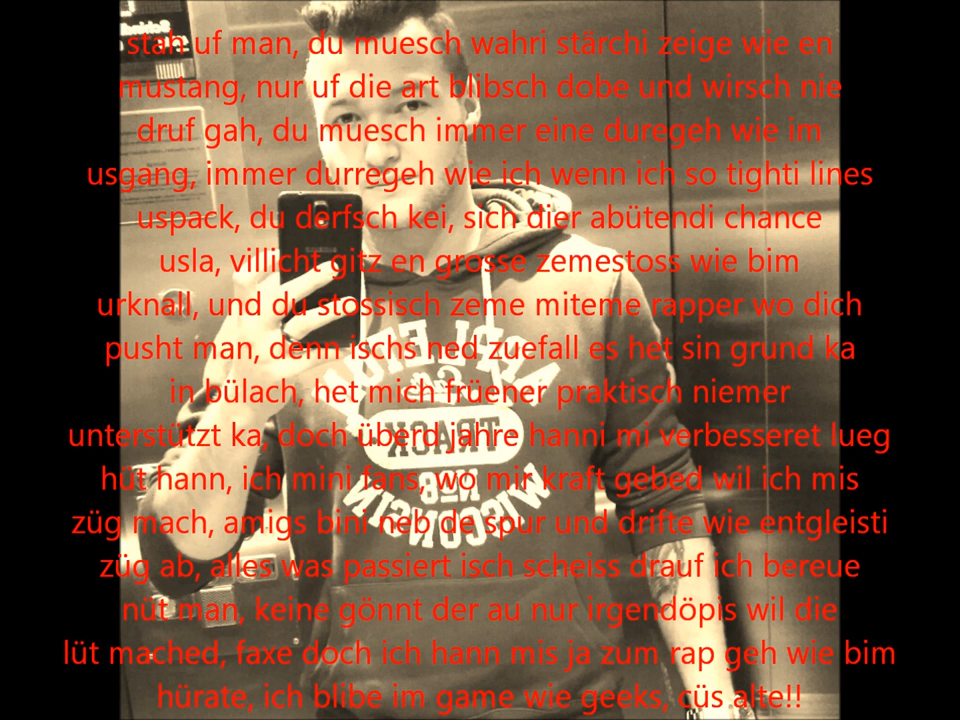 stah uf man, du muesch wahri stärchi zeige wie en
mustang, nur uf die art blibsch dobe und wirsch nie
druf gah, du muesch immer eine duregeh wie im
usgang, immer durregeh wie ich wenn ich so tighti lines
uspack, du derfsch kei, sich dier abütendi chance
usla, villicht gitz en grosse zemestoss wie bim
urknall, und du stossisch zeme miteme rapper wo dich
pusht man, denn ischs ned zuefall es het sin grund ka
in bülach, het mich früener praktisch niemer
unterstützt ka, doch überd jahre hanni mi verbesseret lueg
hüt hann, ich mini fans, wo mir kraft gebed wil ich mis
züg mach, amigs bini neb de spur und drifte wie entgleisti
züg ab, alles was passiert isch scheiss drauf ich bereue
nüt man, keine gönnt der au nur irgendöpis wil die
lüt mached, faxe doch ich hann mis ja zum rap geh wie bim
hürate, ich blibe im game wie geeks, cüs alte!!
TRACK
No 8
WISCONSIN